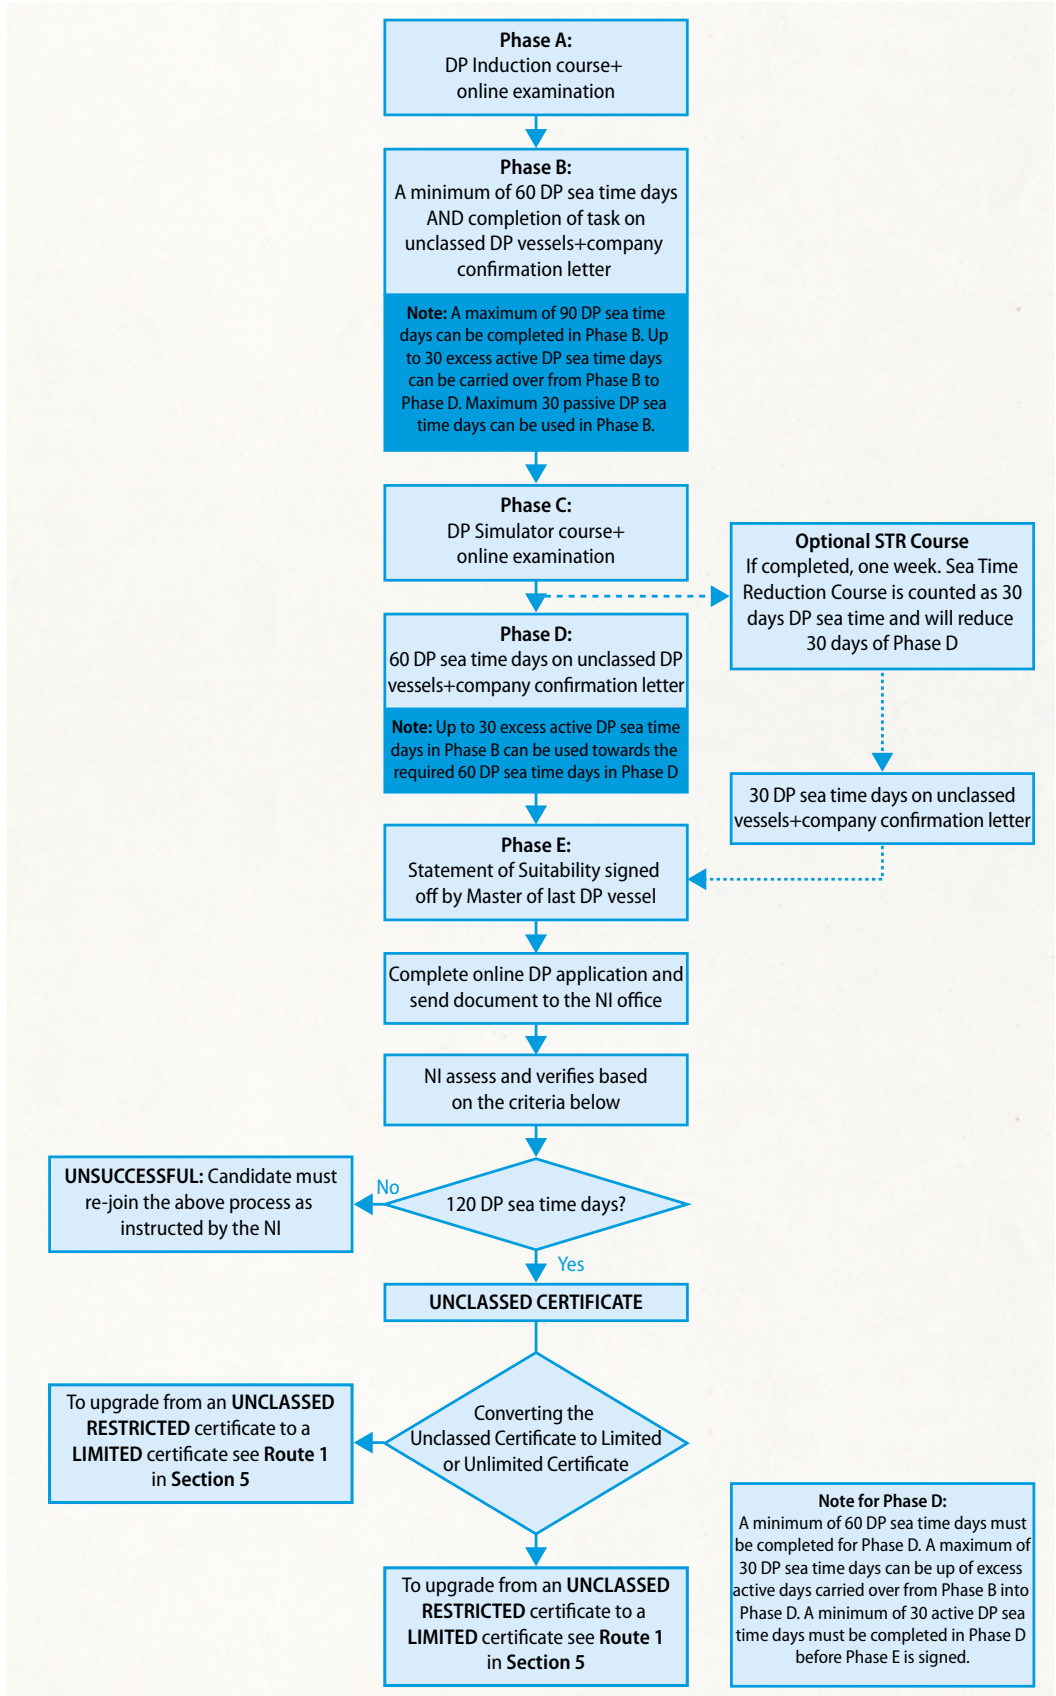 Phase A:
DP Induction course+
online examination
Phase B:
A minimum of 60 DP sea time days
AND completion of task on
unclassed DP vessels+company
confirmation letter
Note: A maximum of 90 DP sea time
days can be completed in Phase B. Up
to 30 excess active DP sea time days
can be carried over from Phase B to
Phase D. Maximum 30 passive DP sea
time days can be used in Phase B.
Phase C:
DP Simulator course+
online examination
Optional STR Course
If completed, one week. Sea Time
Reduction Course is counted as 30
days DP sea time and will reduce
30 days of Phase D
Phase D:
60 DP sea time days on unclassed DP
vessels+company confirmation letter
Note: Up to 30 excess active DP sea time
days in Phase B can be used towards the
required 60 DP sea time days in Phase D
30 DP sea time days on unclassed
vessels+company confirmation letter
Phase E:
Statement of Suitability signed
off by Master of last DP vessel
Complete online DP application and
send document to the NI office
NI assess and verifies based
on the criteria below
120 DP sea time days?
No
UNSUCCESSFUL: Candidate must
re-join the above process as
instructed by the NI
Yes
UNCLASSED CERTIFICATE
Converting the
Unclassed Certificate to Limited
or Unlimited Certificate
To upgrade from an UNCLASSED
RESTRICTED certificate to a
LIMITED certificate see Route 1
in Section 5
To upgrade from an UNCLASSED
RESTRICTED certificate to a
LIMITED certificate see Route 1
in Section 5
Note for Phase D:
A minimum of 60 DP sea time days must
be completed for Phase D. A maximum of
30 DP sea time days can be up of excess
active days carried over from Phase B into
Phase D. A minimum of 30 active DP sea
time days must be completed in Phase D
before Phase E is signed.